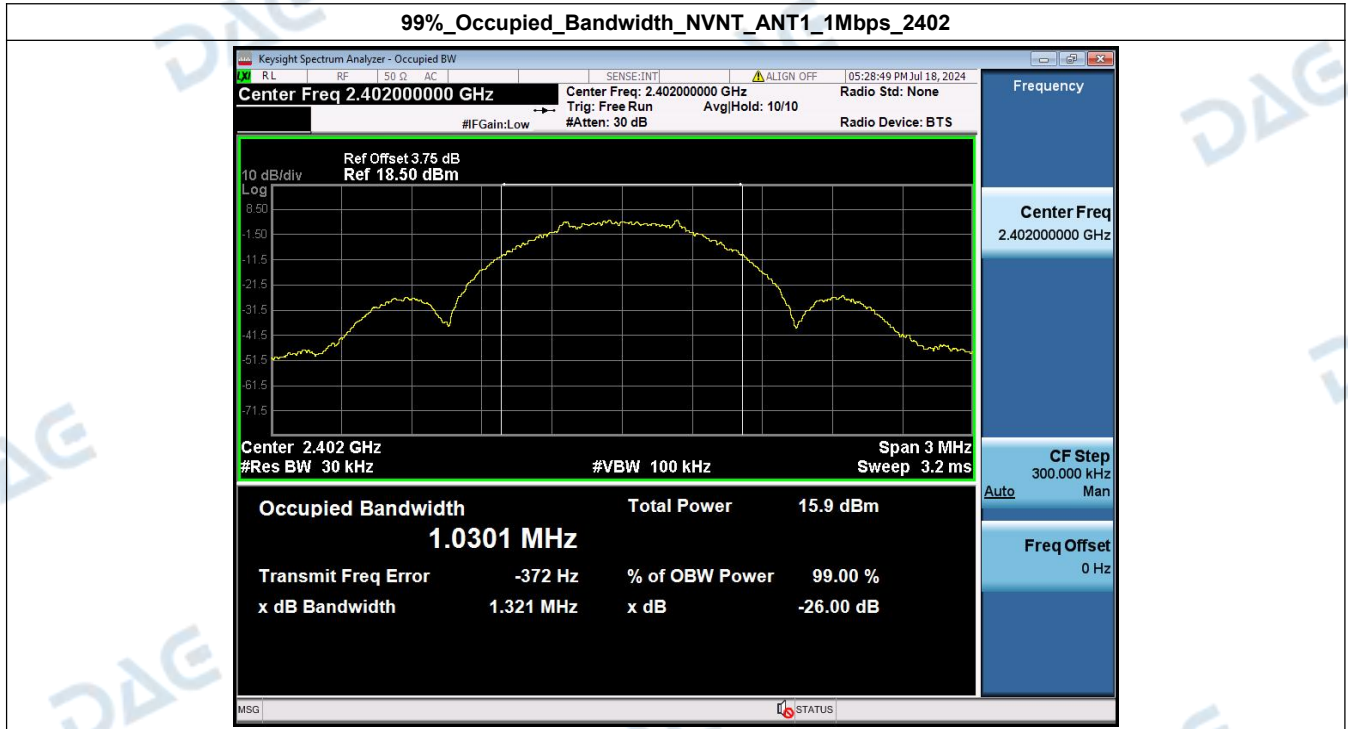 99%_Occupied_Bandwidth_NVNT_ANT1_1Mbps_2402
Keysight Spectrum Analyzer - Occupied BW
LXI RL RF 50 Ω AC SENSE:INT ALIGN OFF 05:28:49 PM Jul 18, 2024
Center Freq 2.402000000 GHz Center Freq: 2.402000000 GHz Radio Std: None Frequency
Trig: Free Run Avg|Hold: 10/10
#IFGain:Low #Atten: 30 dB Radio Device: BTS
Ref Offset 3.75 dB
10 dB/div Ref 18.50 dBm
Log
8.50
-1.50
-11.5
-21.5
-31.5
-41.5
-51.5
-61.5
-71.5
Center 2.402 GHz Span 3 MHz
#Res BW 30 kHz #VBW 100 kHz Sweep 3.2 ms
Center Freq
2.402000000 GHz
CF Step
300.000 kHz
Auto Man
Freq Offset
0 Hz
Occupied Bandwidth Total Power 15.9 dBm
1.0301 MHz
Transmit Freq Error -372 Hz % of OBW Power 99.00 %
x dB Bandwidth 1.321 MHz x dB -26.00 dB
MSG STATUS
DAG
DAG
DAG
DAG